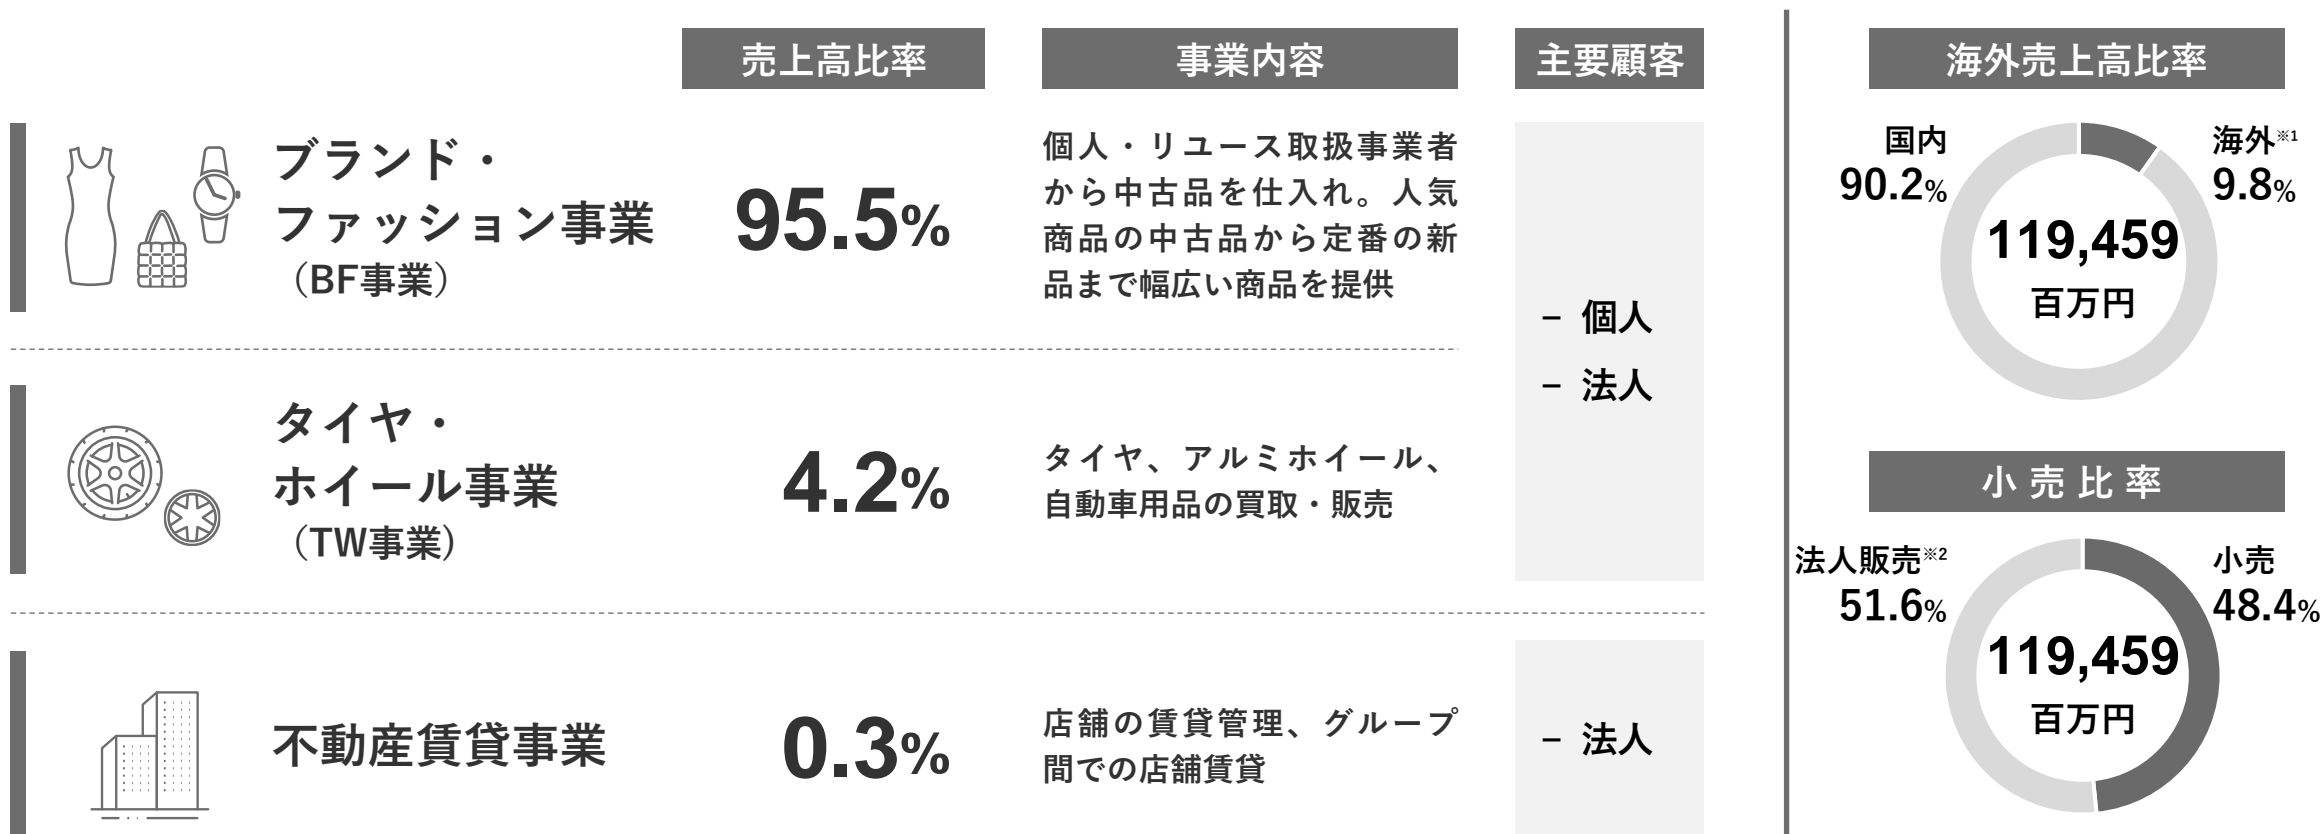 売上高比率
事業内容
主要顧客
ブランド・
ファッション事業
（BF事業）
95.5%
個人・リユース取扱事業者
から中古品を仕入れ。人気
商品の中古品から定番の新
品まで幅広い商品を提供
– 個人
– 法人
タイヤ・
ホイール事業
（TW事業）
4.2%
タイヤ、アルミホイール、
自動車用品の買取・販売
不動産賃貸事業
0.3%
店舗の賃貸管理、グループ
間での店舗賃貸
– 法人
海外売上高比率
国内
90.2%
海外※1
9.8%
119,459
百万円
小売比率
法人販売※2
51.6%
小売
48.4%
119,459
百万円